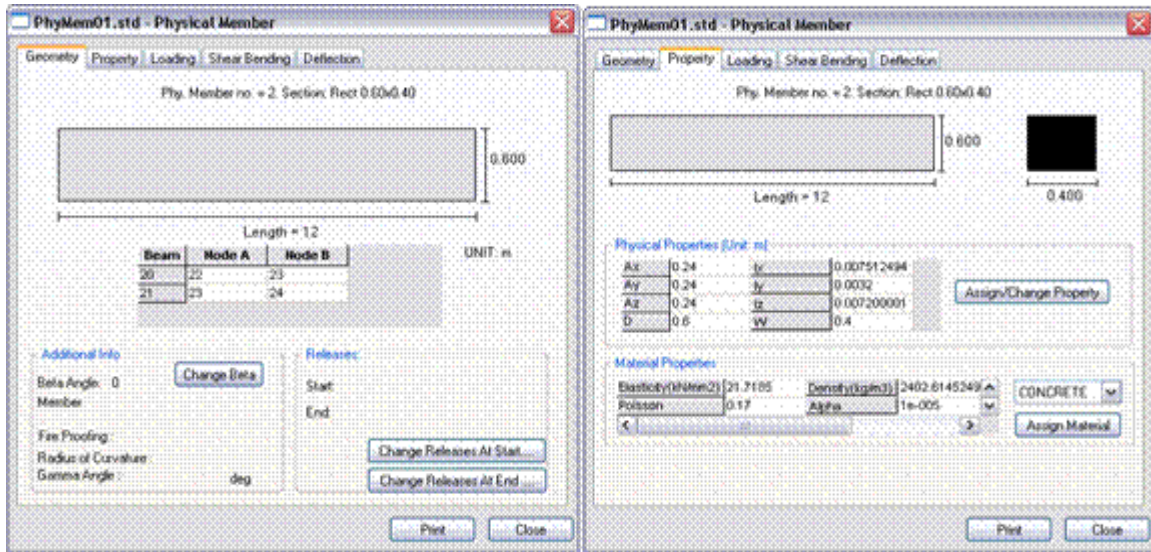 PhyMem01.std - Physical Member
Geometry Property Loading Shear Bending Deflection
Phy. Member no. = 2. Section: Rect 0.60x0.40
0.600
Length = 12
UNIT: m
Beam Node A Node B
20 22 23
21 23 24
Additional Info
Beta Angle: 0
Change Beta
Member
Fire Proofing :
Radius of Curvature :
Gamma Angle : deg
Releases:
Start:
End:
Change Releases At Start...
Change Releases At End ...
Print Close
PhyMem01.std - Physical Member
Geometry Property Loading Shear Bending Deflection
Phy. Member no. = 2. Section: Rect 0.60x0.40
0.600
Length = 12
0.400
Physical Properties (Unit: m)
Ax 0.24 Ix 0.007512494
Ay 0.24 Iy 0.0032
Az 0.24 Iz 0.007200001
D 0.6 W 0.4
Assign/Change Property
Material Properties
Elasticity(kN/mm2) 21.7185 Density(kg/m3) 2402.6145249
Poisson 0.17 Alpha 1e-005
CONCRETE
Assign Material
Print Close